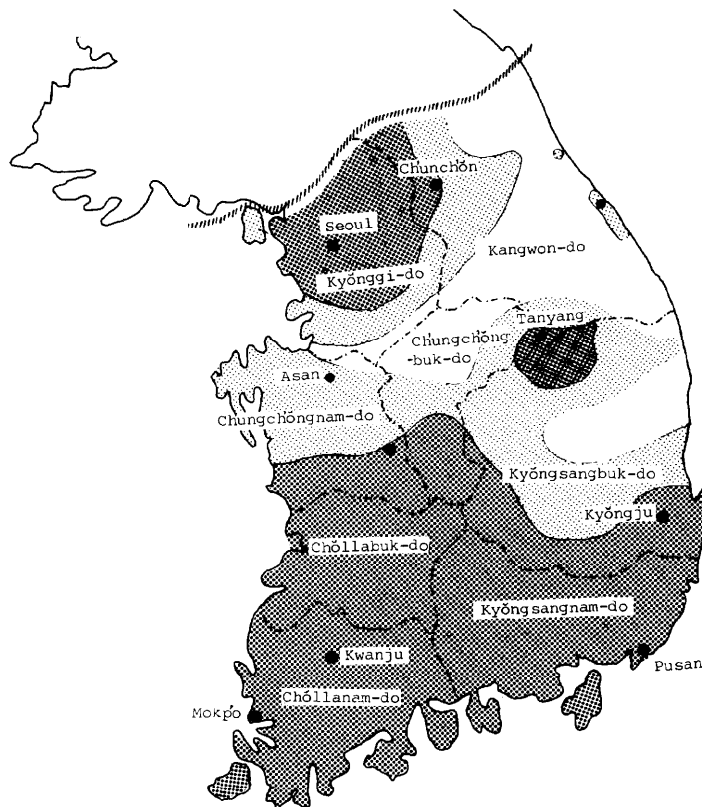 Chunchŏn
Seoul
Kangwon-do
Kyŏnggi-do
Tanyang
Chungchŏng
-buk-do
Asan
Chungchŏngnam-do
Kyŏngsangbuk-do
Kyŏngju
Chŏllabuk-do
Kyŏngsangnam-do
Kwanju
Pusan
Chŏllanam-do
Mokpo